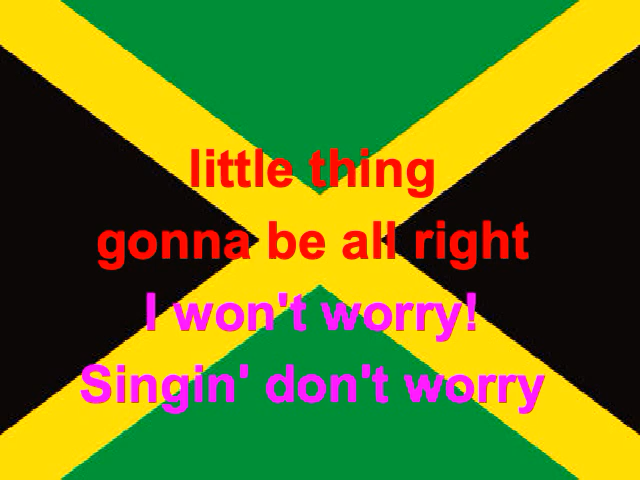 little thing
gonna be all right
I won't worry!
Singin' don't worry